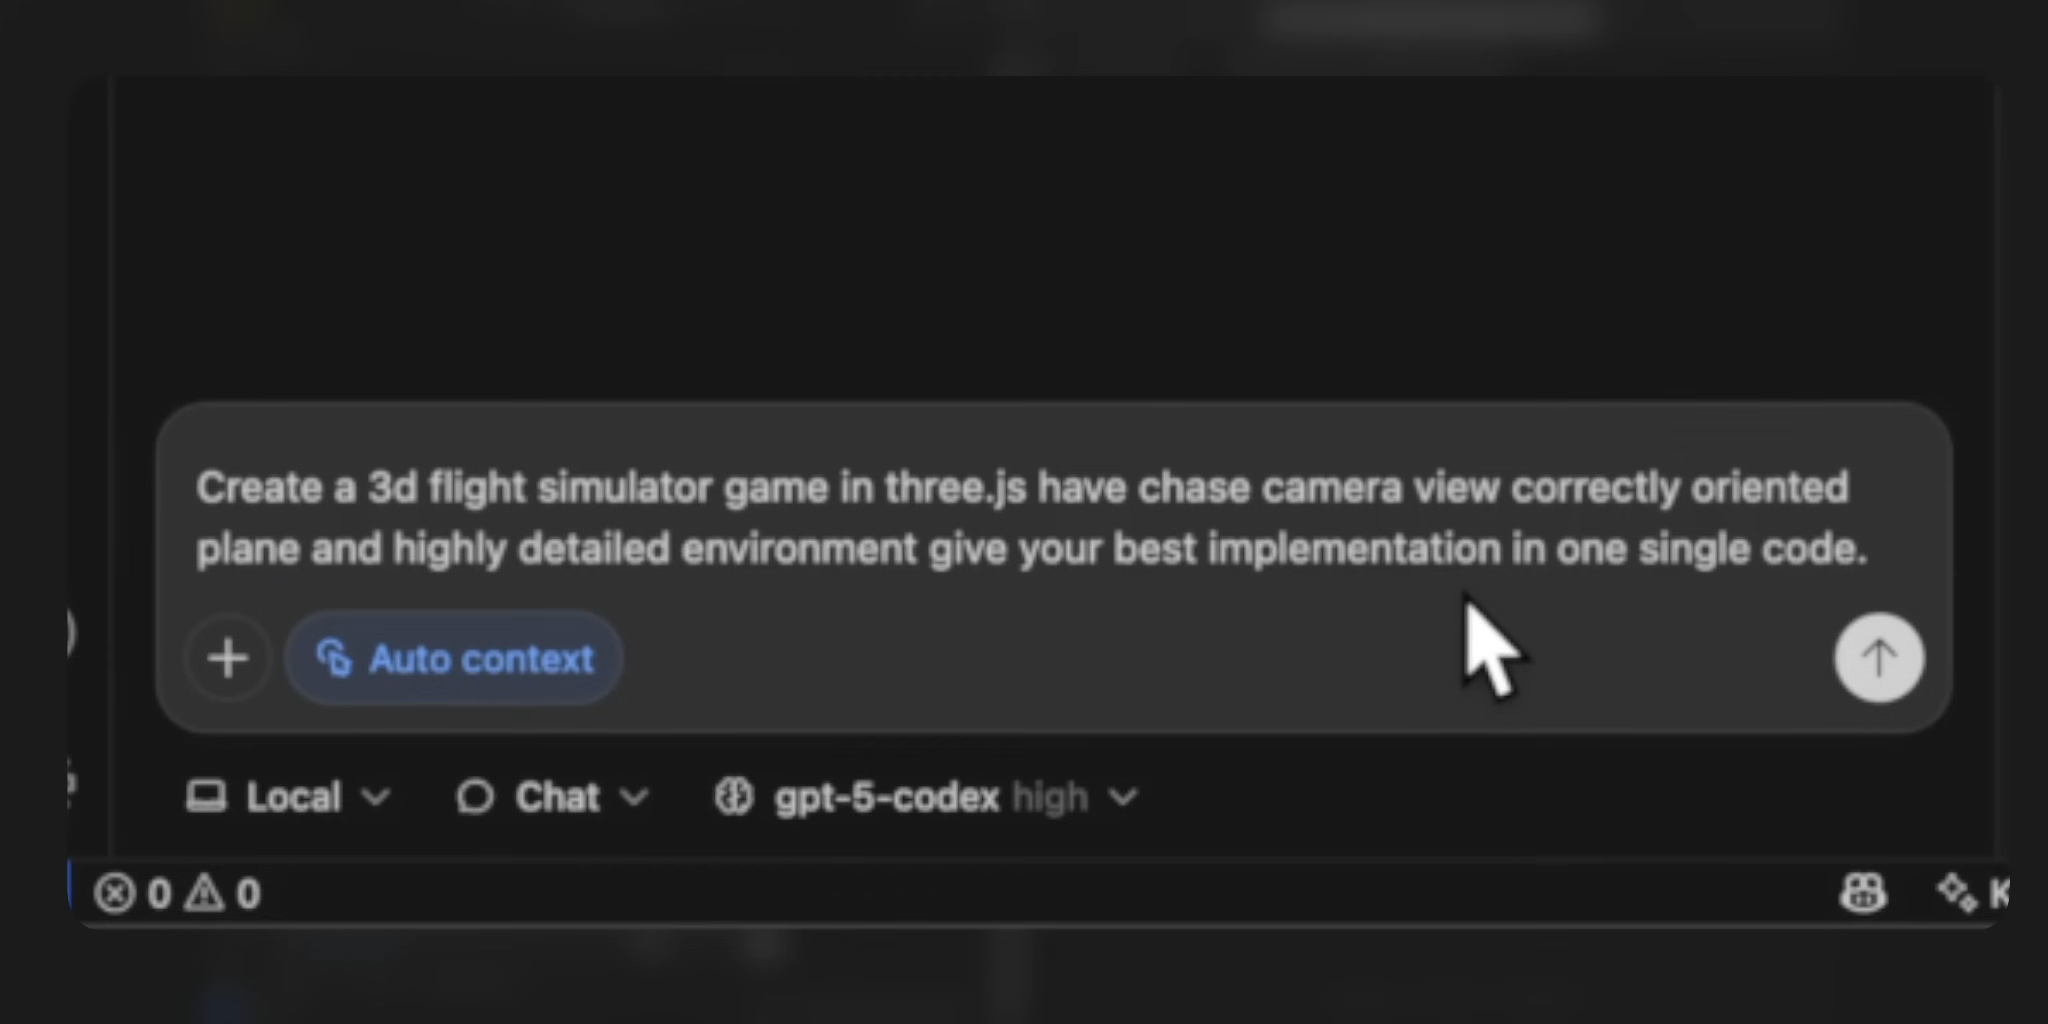 Create a 3d flight simulator game in three.js have chase camera view correctly oriented
plane and highly detailed environment give your best implementation in one single code.
Auto context
Local Chat gpt-5-codex high
0 0 K